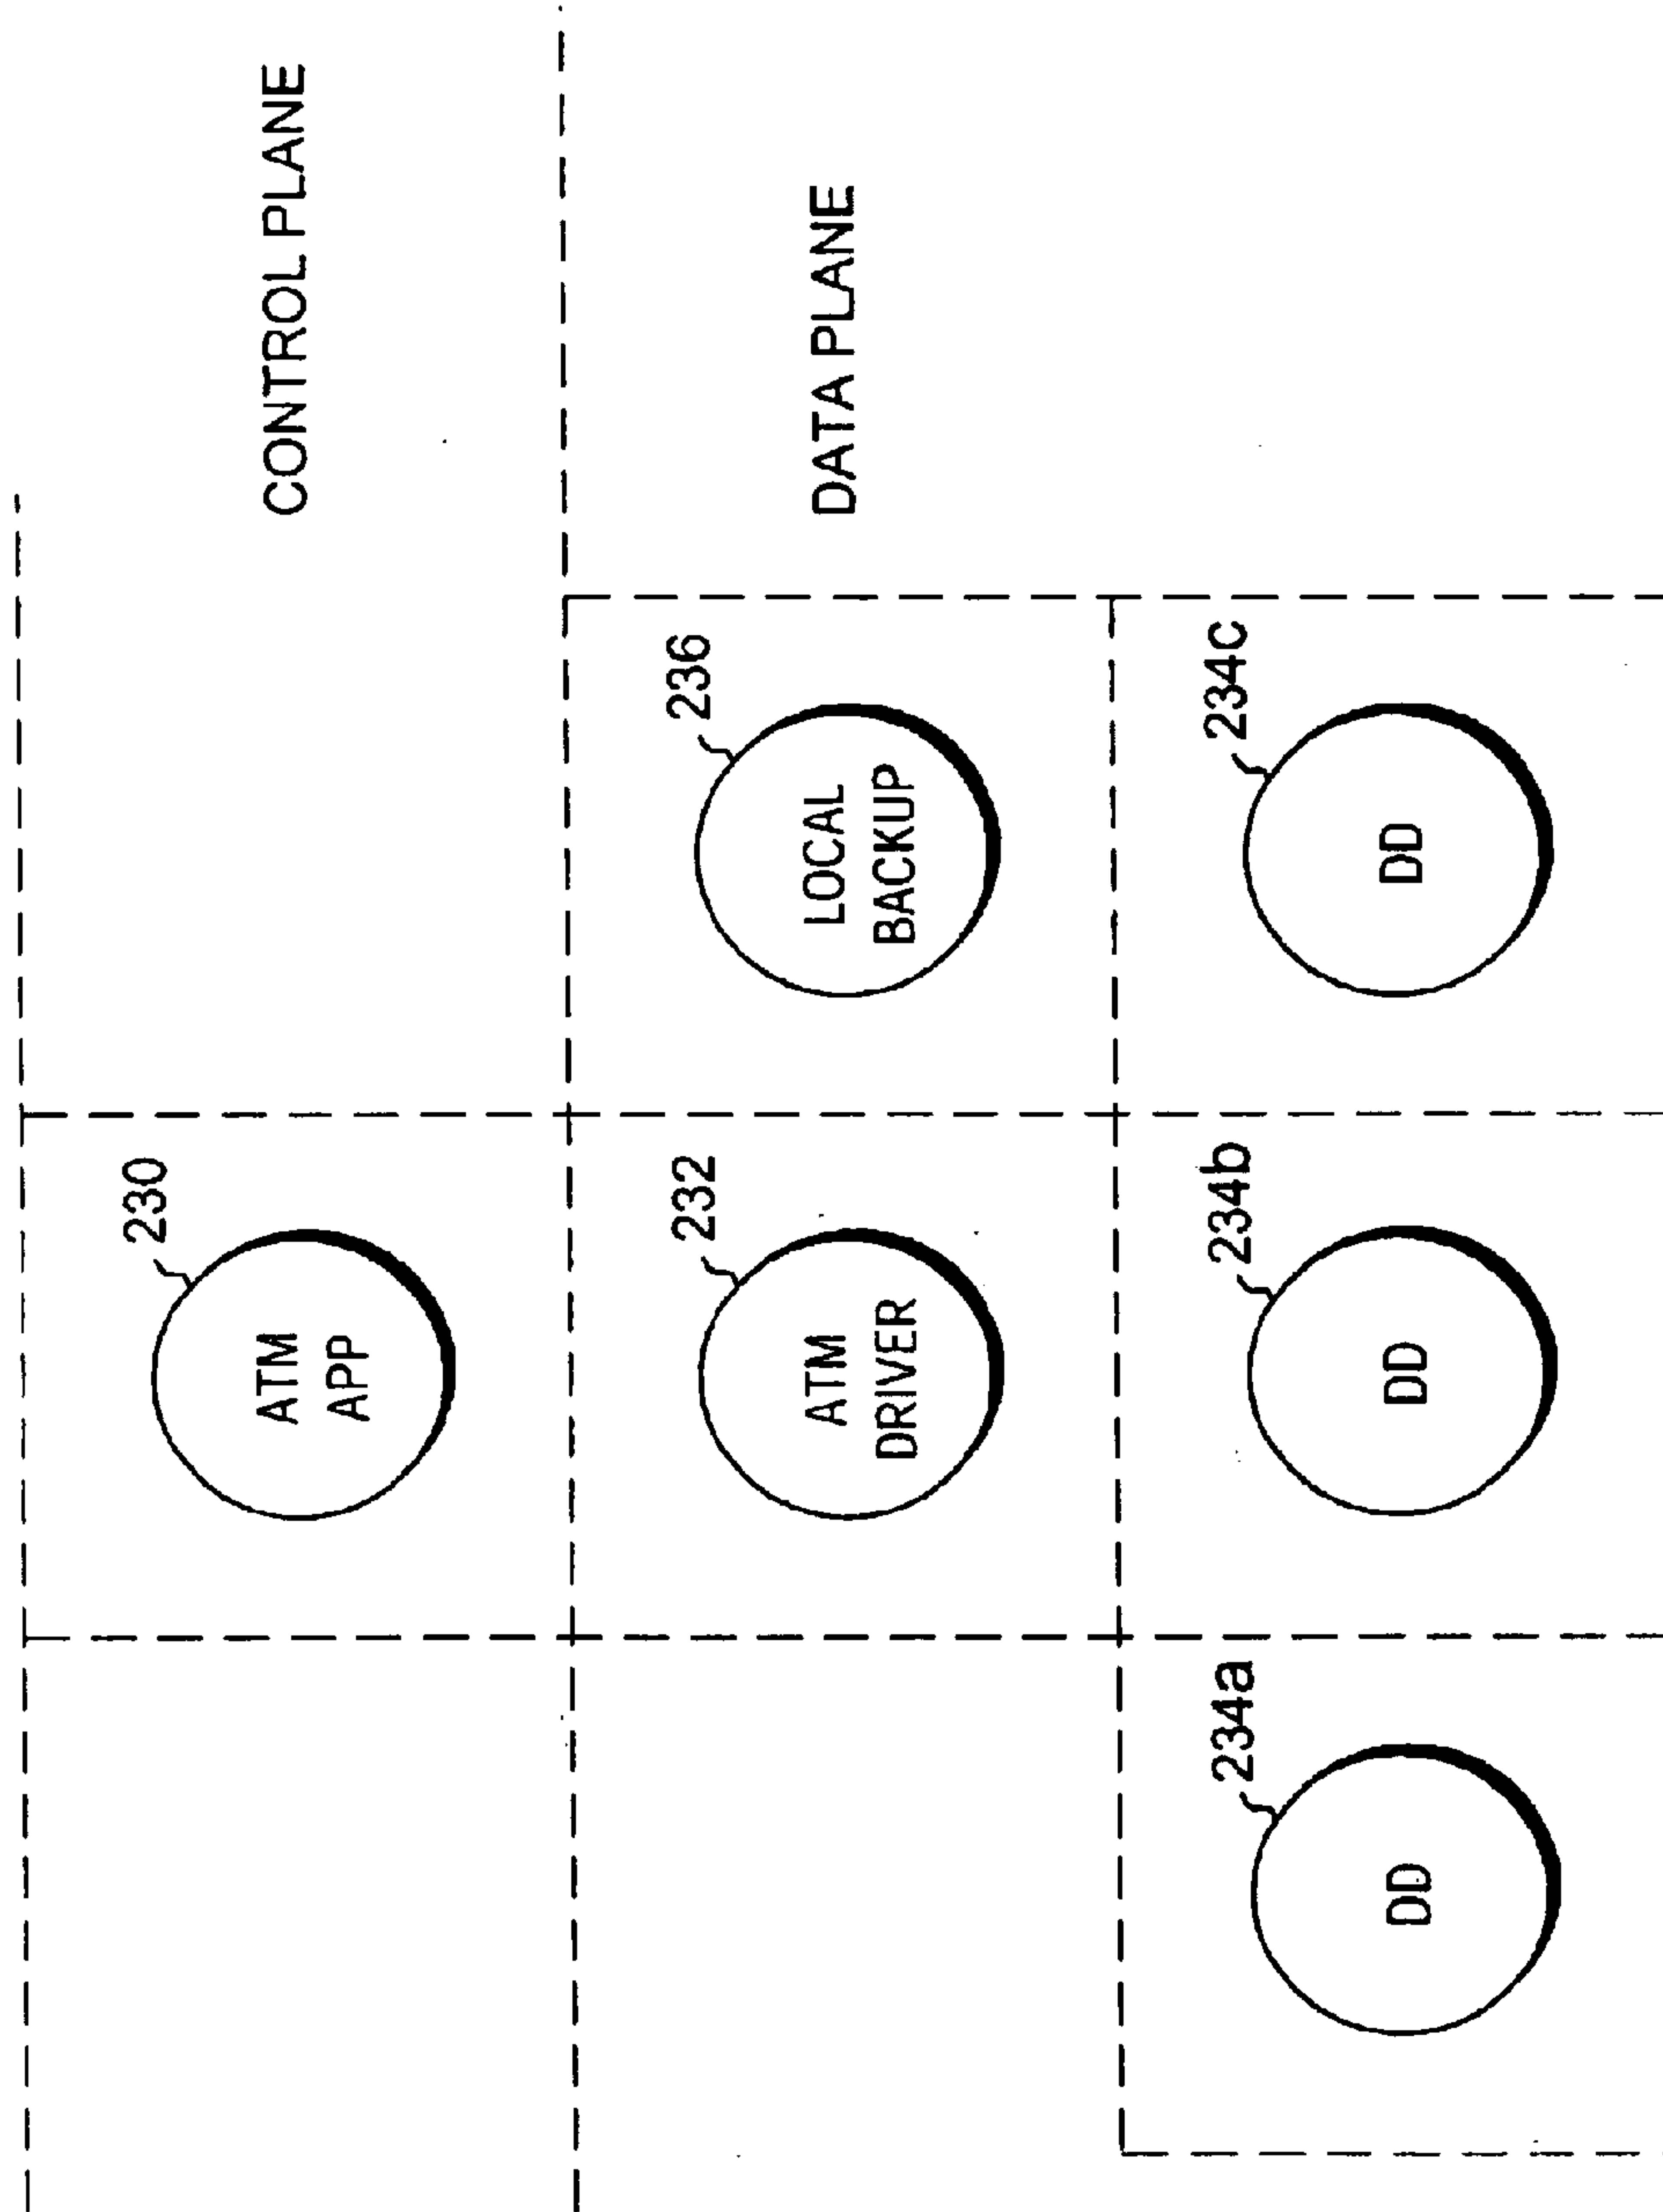 CONTROL PLANE
230
ATM
APP
DATA PLANE
232
ATM
DRIVER
236
LOCAL
BACKUP
234a
DD
234b
DD
234c
DD